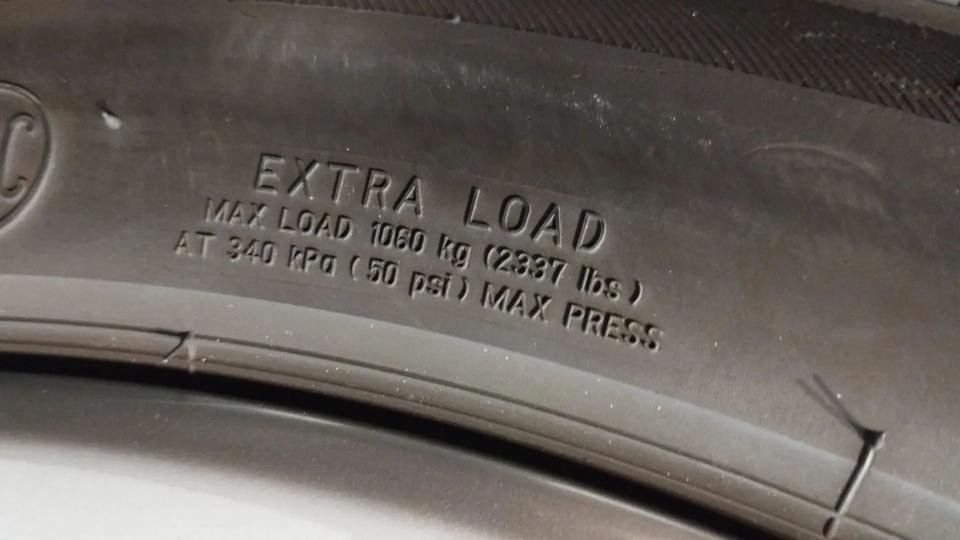 C
EXTRA LOAD
MAX LOAD 1060 kg (2337 lbs)
AT 340 kPa (50 psi) MAX PRESS